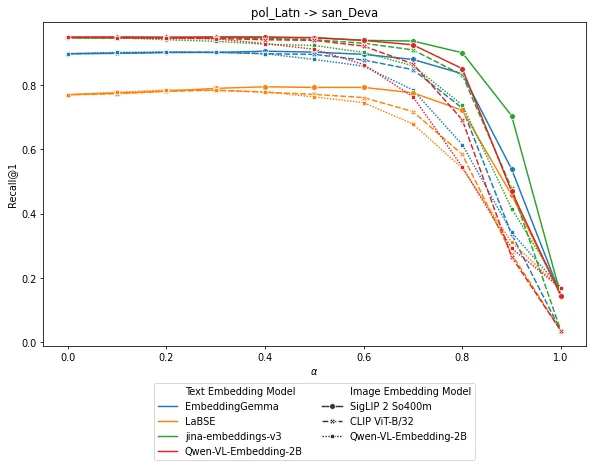 pol_Latn -> san_Deva
Recall@1
0.8
0.6
0.4
0.2
0.0
0.0 0.2 0.4 0.6 0.8 1.0
α
Text Embedding Model
EmbeddingGemma
LaBSE
jina-embeddings-v3
Qwen-VL-Embedding-2B
Image Embedding Model
SigLIP 2 So400m
CLIP ViT-B/32
Qwen-VL-Embedding-2B